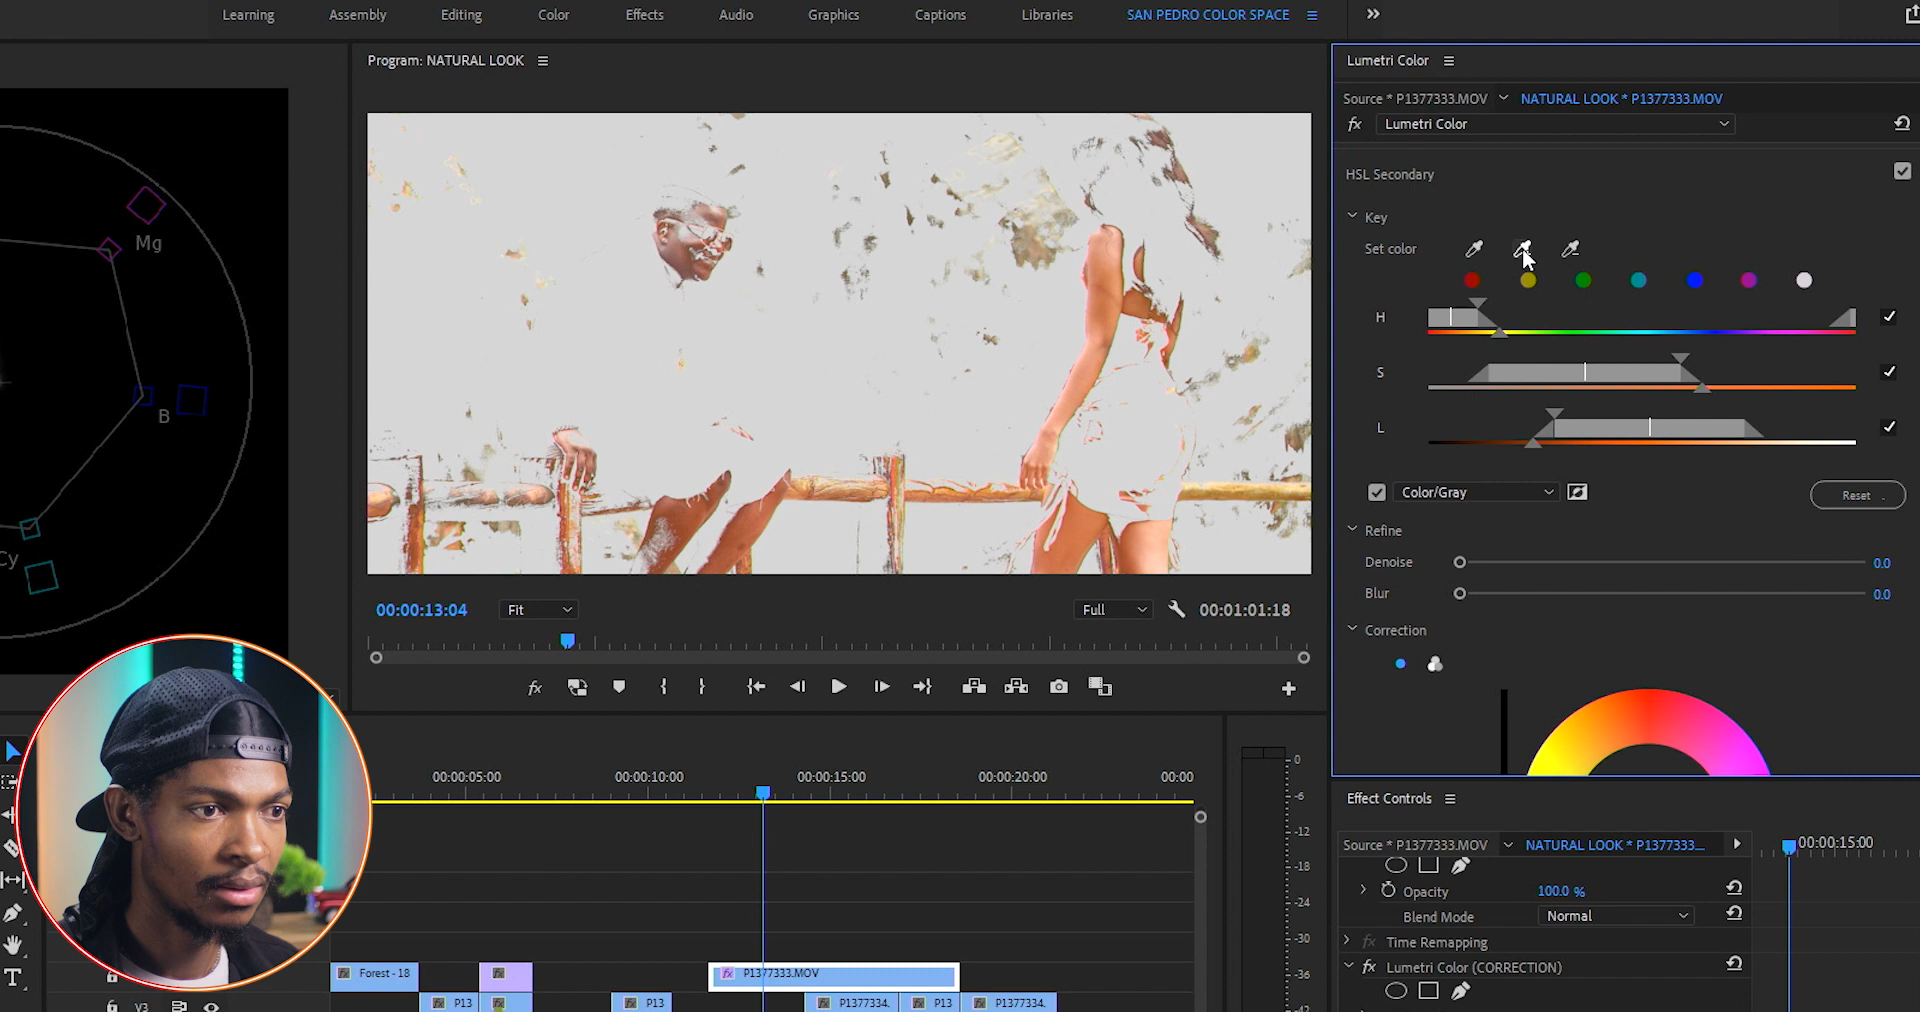 Learning Assembly Editing Color Effects Audio Graphics Captions Libraries SAN PEDRO COLOR SPACE
Program: NATURAL LOOK
Mg
B
Cy
00:00:13:04 Fit Full 00:01:01:18
00:00:05:00 00:00:10:00 00:00:15:00 00:00:20:00 00:00
Forest - 18
P1377333.MOV
V3
P13 P13 P1377334. P13 P1377334.
0
-6
-12
-18
-24
-30
-36
-42
Lumetri Color
Source * P1377333.MOV NATURAL LOOK * P1377333.MOV
fx Lumetri Color
HSL Secondary
Key
Set color
H
S
L
Color/Gray Reset
Refine
Denoise 0.0
Blur 0.0
Correction
Effect Controls
Source * P1377333.MOV NATURAL LOOK * P1377333... 00:00:15:00
Opacity 100.0 %
Blend Mode Normal
fx Time Remapping
fx Lumetri Color (CORRECTION)